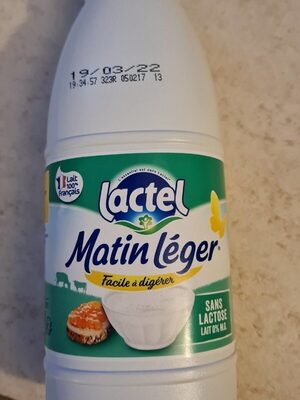 19/03/22
19:34:57 323R 050217 13
Lait
100%
Français
lactel
Matin Léger
Facile à digérer
SANS
LACTOSE
LAIT 0% M.G.